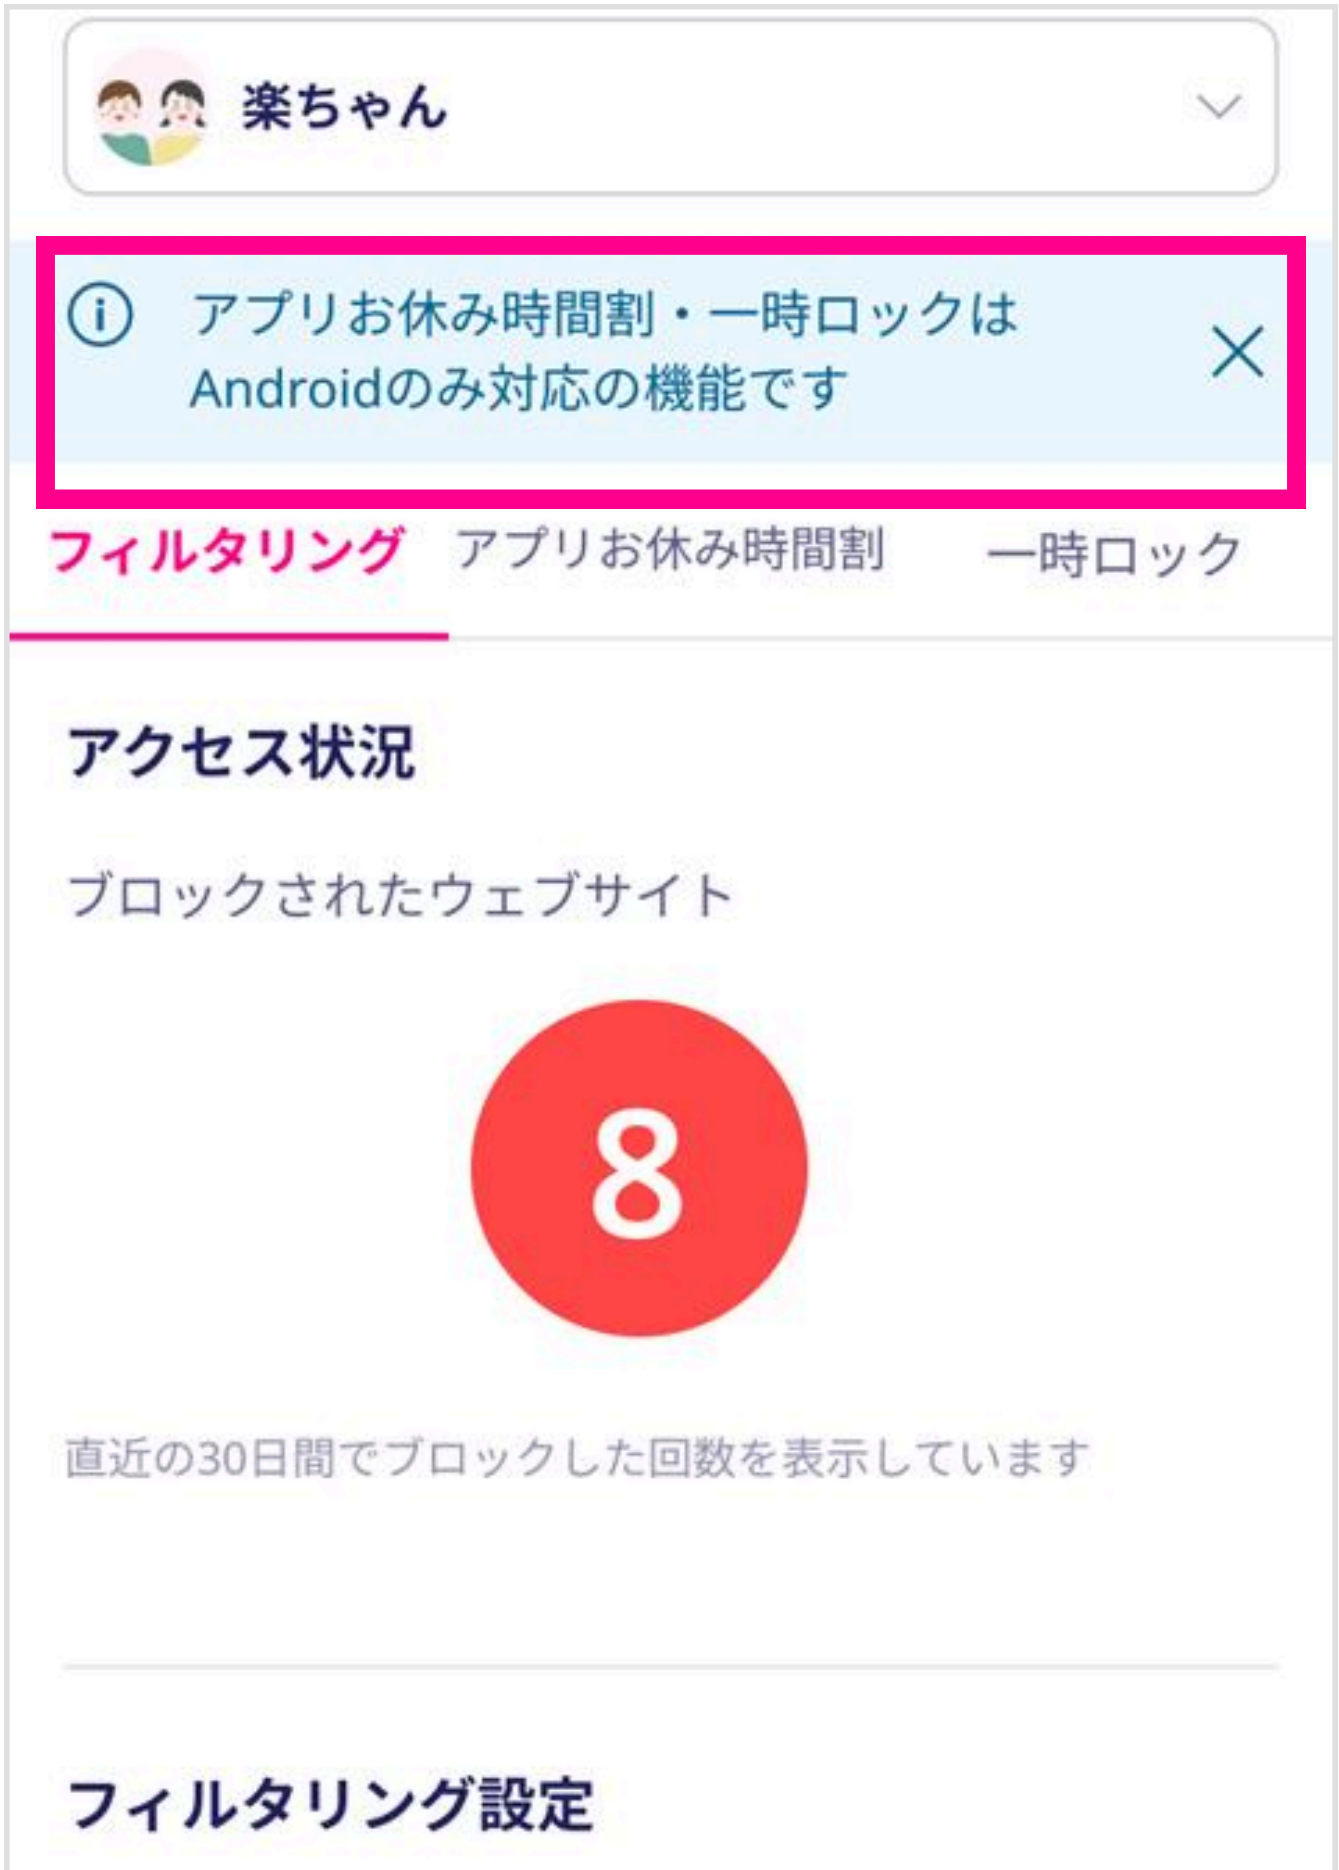 楽ちゃん
アプリお休み時間割・一時ロックは
Androidのみ対応の機能です
フィルタリング アプリお休み時間割 一時ロック
アクセス状況
ブロックされたウェブサイト
8
直近の30日間でブロックした回数を表示しています
フィルタリング設定